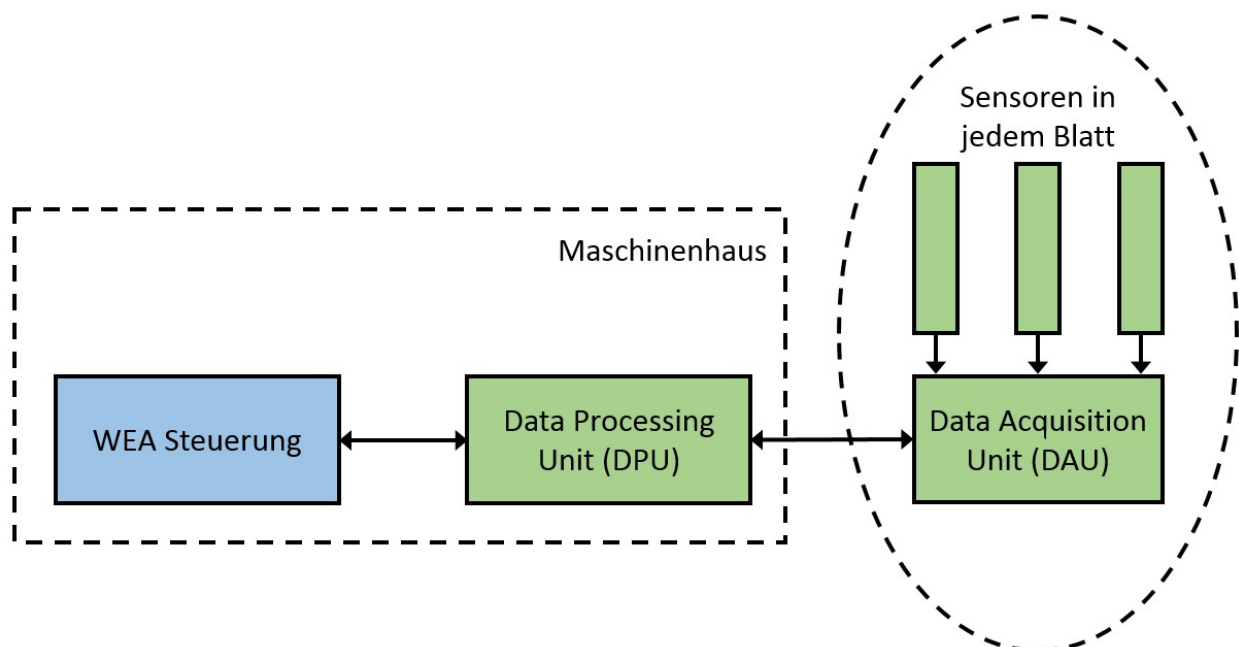 Sensoren in
jedem Blatt
Maschinenhaus
WEA Steuerung
Data Processing
Unit (DPU)
Data Acquisition
Unit (DAU)